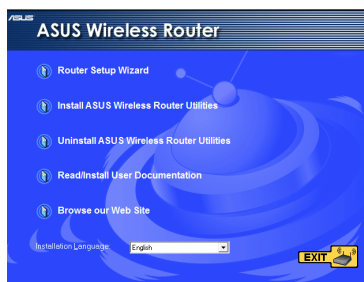 ASUS
ASUS Wireless Router
Router Setup Wizard
Install ASUS Wireless Router Utilities
Uninstall ASUS Wireless Router Utilities
Read/Install User Documentation
Browse our Web Site
Installation Language:
English
EXIT